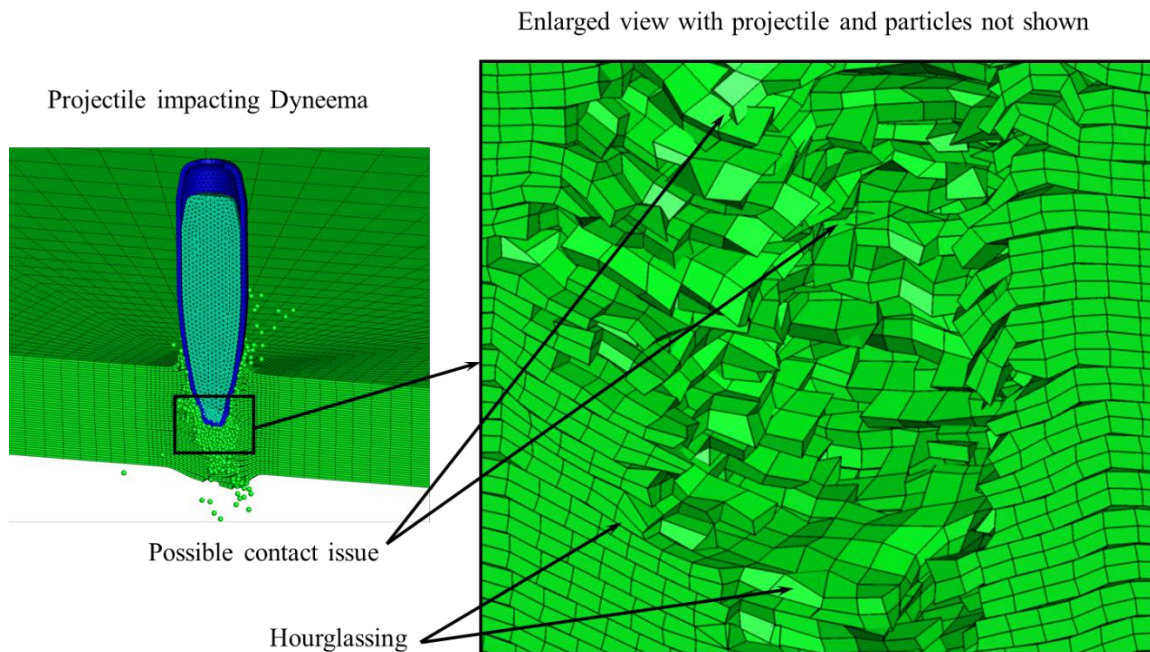 Enlarged view with projectile and particles not shown
Projectile impacting Dyneema
Possible contact issue
Hourglassing